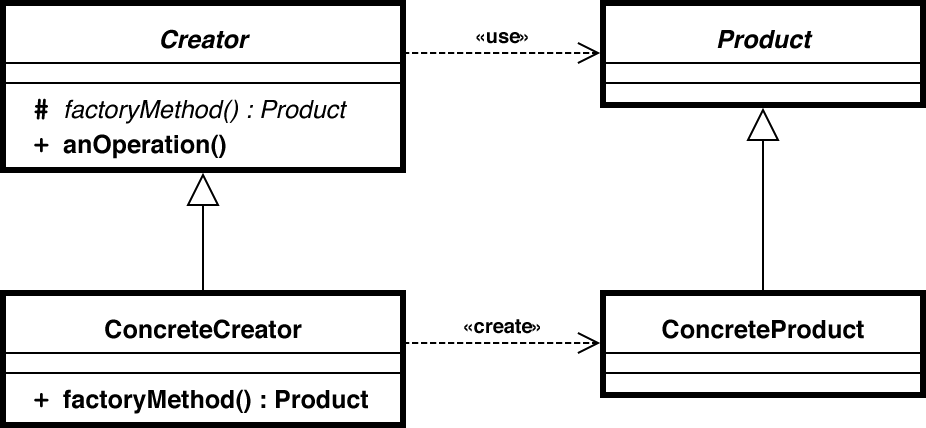 Creator
«use»
Product
# factoryMethod() : Product
+ anOperation()
ConcreteCreator
«create»
ConcreteProduct
+ factoryMethod() : Product